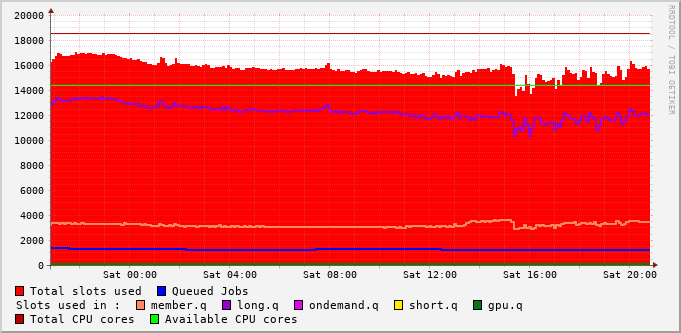 20000
18000
16000
14000
12000
10000
8000
6000
4000
2000
0
Sat 00:00 Sat 04:00 Sat 08:00 Sat 12:00 Sat 16:00 Sat 20:00
RRDTOOL / TOBI OETIKER
Total slots used Queued Jobs
Slots used in : member.q long.q ondemand.q short.q gpu.q
Total CPU cores Available CPU cores